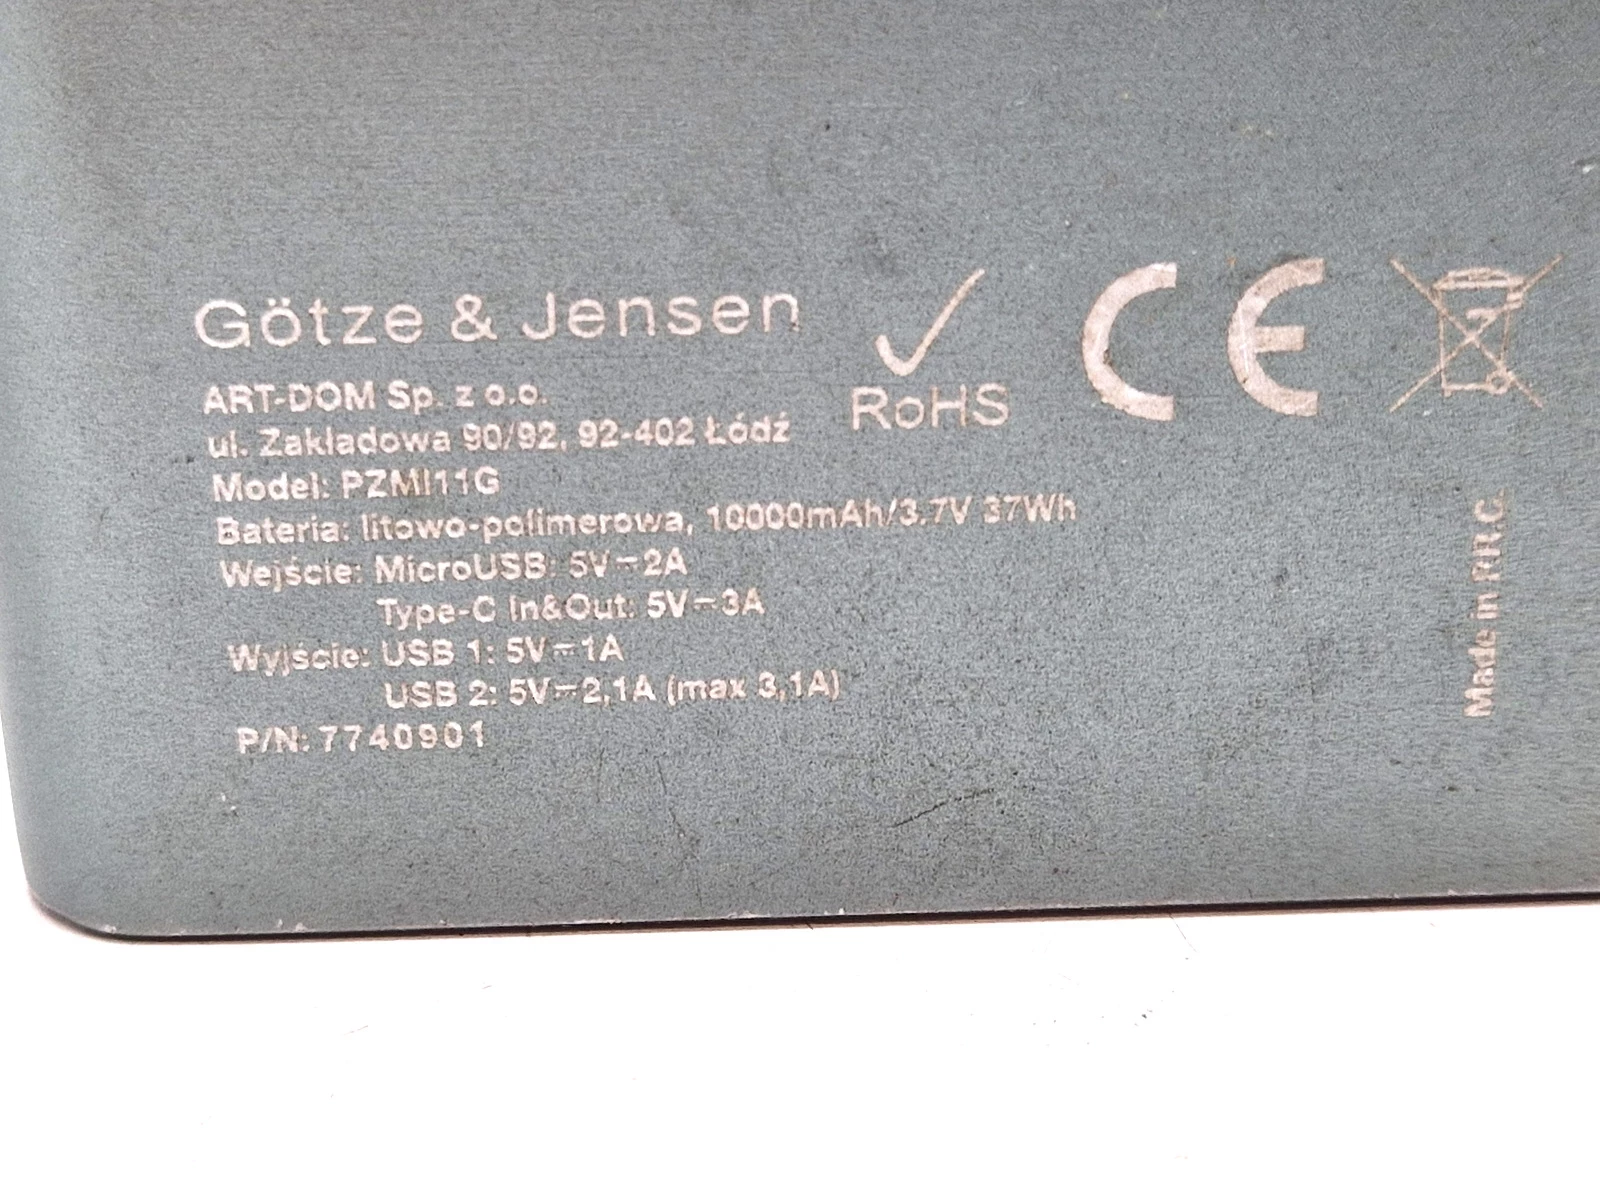 Götze & Jensen
ART-DOM Sp. z o.o.
ul. Zakładowa 90/92, 92-402 Łódź
Model: PZMI11G
Bateria: litowo-polimerowa, 10000mAh/3.7V 37Wh
Wejście: MicroUSB: 5V⎓2A
Type-C In&Out: 5V⎓3A
Wyjście: USB 1: 5V⎓1A
USB 2: 5V⎓2,1A (max 3,1A)
P/N: 7740901
RoHS
CE
Made in P.R.C.